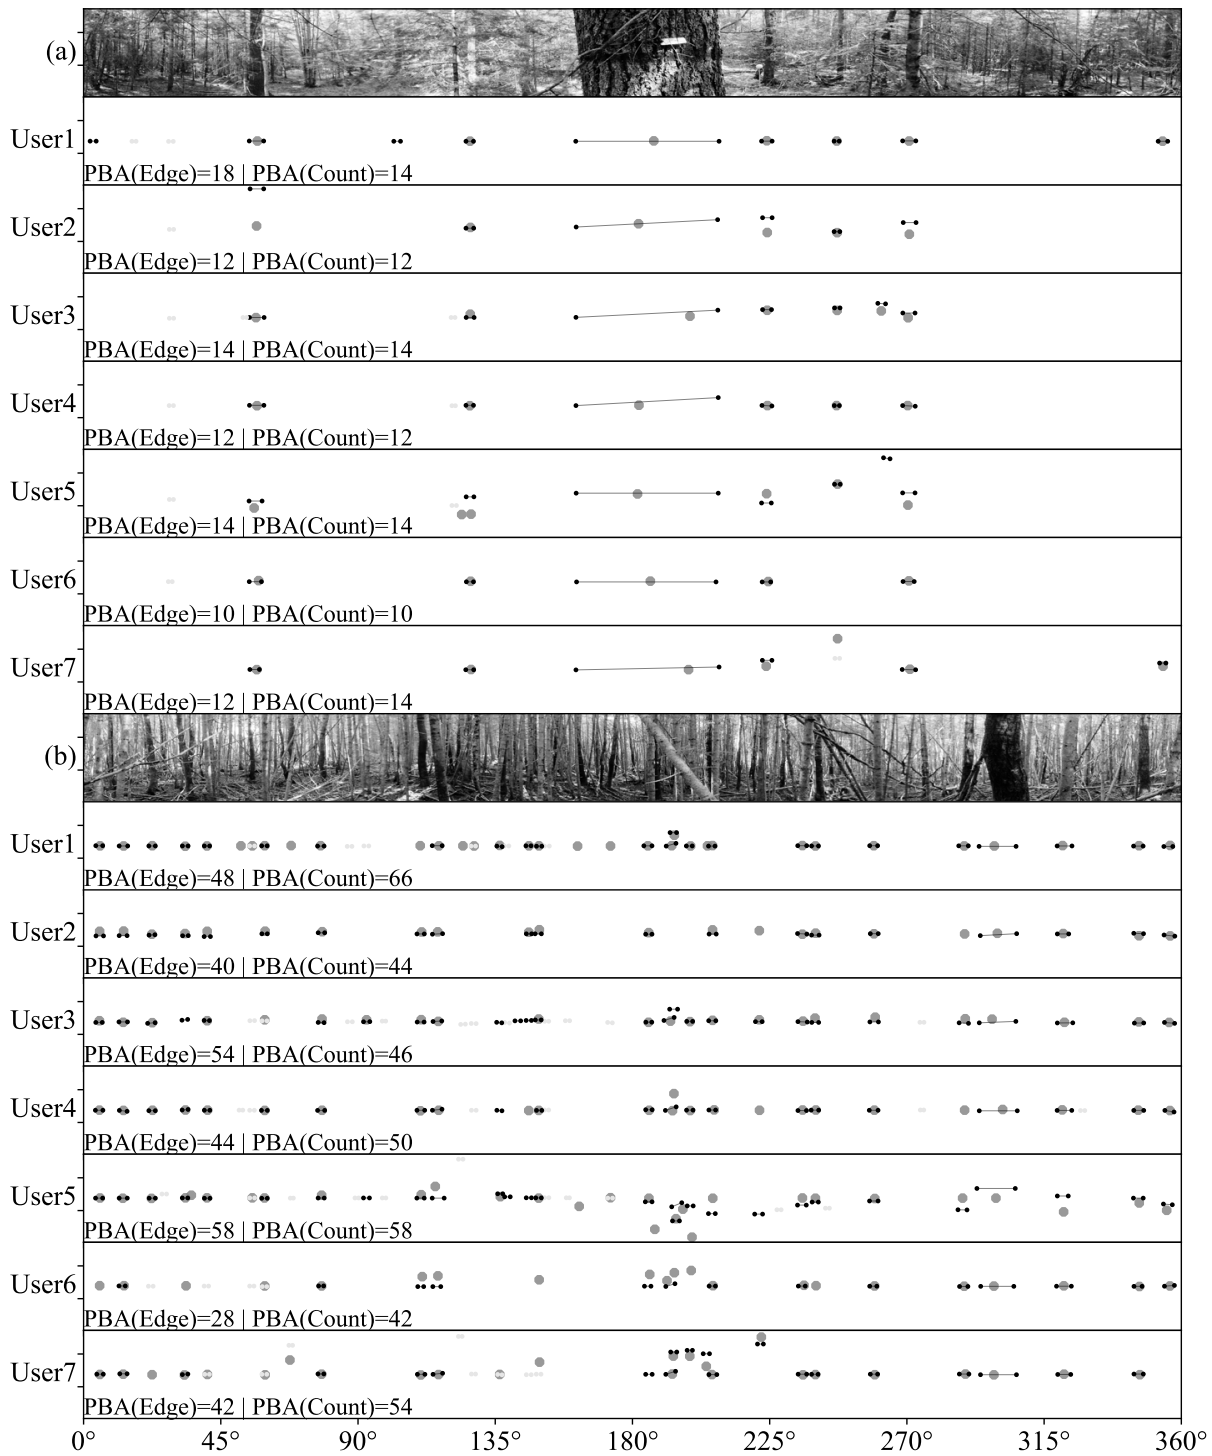 (a)
User1
PBA(Edge)=18 | PBA(Count)=14
User2
PBA(Edge)=12 | PBA(Count)=12
User3
PBA(Edge)=14 | PBA(Count)=14
User4
PBA(Edge)=12 | PBA(Count)=12
User5
PBA(Edge)=14 | PBA(Count)=14
User6
PBA(Edge)=10 | PBA(Count)=10
User7
PBA(Edge)=12 | PBA(Count)=14
(b)
User1
PBA(Edge)=48 | PBA(Count)=66
User2
PBA(Edge)=40 | PBA(Count)=44
User3
PBA(Edge)=54 | PBA(Count)=46
User4
PBA(Edge)=44 | PBA(Count)=50
User5
PBA(Edge)=58 | PBA(Count)=58
User6
PBA(Edge)=28 | PBA(Count)=42
User7
PBA(Edge)=42 | PBA(Count)=54
0° 45° 90° 135° 180° 225° 270° 315° 360°